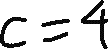 c = 4